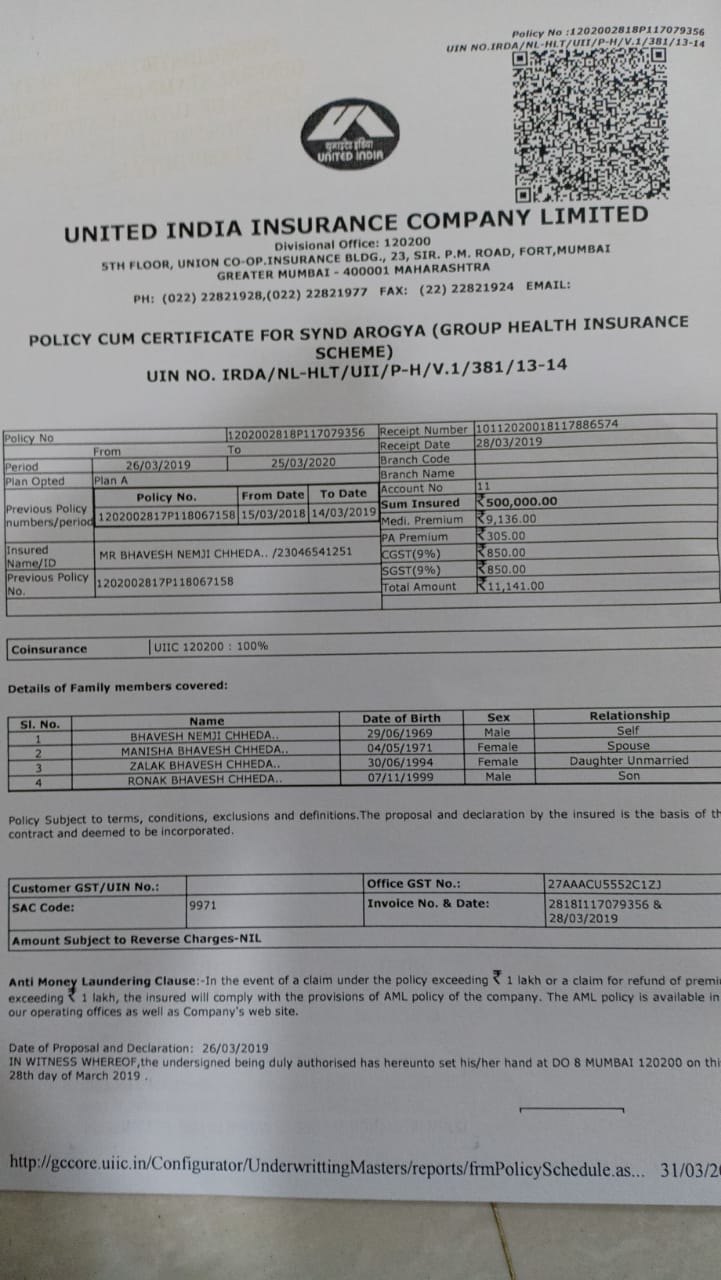 Policy No :1202002818P117079356
UIN NO.IRDA/NL-HLT/UII/P-H/V.1/381/13-14
यूनाइटेड इंडिया
UNITED INDIA
UNITED INDIA INSURANCE COMPANY LIMITED
Divisional Office: 120200
5TH FLOOR, UNION CO-OP.INSURANCE BLDG., 23, SIR. P.M. ROAD, FORT,MUMBAI
GREATER MUMBAI - 400001 MAHARASHTRA
PH: (022) 22821928,(022) 22821977 FAX: (22) 22821924 EMAIL:
POLICY CUM CERTIFICATE FOR SYND AROGYA (GROUP HEALTH INSURANCE
SCHEME)
UIN NO. IRDA/NL-HLT/UII/P-H/V.1/381/13-14
Policy No 1202002818P117079356 Receipt Number 10112020018117886574
From To Receipt Date 28/03/2019
Period 26/03/2019 25/03/2020 Branch Code
Plan Opted Plan A Branch Name
Account No 11
Policy No. From Date To Date Sum Insured ₹500,000.00
Previous Policy numbers/period 1202002817P118067158 15/03/2018 14/03/2019 Medi. Premium ₹9,136.00
PA Premium ₹305.00
Insured Name/ID MR BHAVESH NEMJI CHHEDA.. /23046541251 CGST(9%) ₹850.00
SGST(9%) ₹850.00
Previous Policy No. 1202002817P118067158 Total Amount ₹11,141.00
Coinsurance UIIC 120200 : 100%
Details of Family members covered:
Sl. No. Name Date of Birth Sex Relationship
1 BHAVESH NEMJI CHHEDA.. 29/06/1969 Male Self
2 MANISHA BHAVESH CHHEDA.. 04/05/1971 Female Spouse
3 ZALAK BHAVESH CHHEDA.. 30/06/1994 Female Daughter Unmarried
4 RONAK BHAVESH CHHEDA.. 07/11/1999 Male Son
Policy Subject to terms, conditions, exclusions and definitions.The proposal and declaration by the insured is the basis of th
contract and deemed to be incorporated.
Customer GST/UIN No.: Office GST No.: 27AAACU5552C1ZJ
SAC Code: 9971 Invoice No. & Date: 2818I117079356 &
28/03/2019
Amount Subject to Reverse Charges-NIL
Anti Money Laundering Clause:-In the event of a claim under the policy exceeding ₹ 1 lakh or a claim for refund of premiu
exceeding ₹ 1 lakh, the insured will comply with the provisions of AML policy of the company. The AML policy is available in
our operating offices as well as Company's web site.
Date of Proposal and Declaration: 26/03/2019
IN WITNESS WHEREOF,the undersigned being duly authorised has hereunto set his/her hand at DO 8 MUMBAI 120200 on thi
28th day of March 2019 .
http://gccore.uiic.in/Configurator/UnderwrittingMasters/reports/frmPolicySchedule.as... 31/03/20